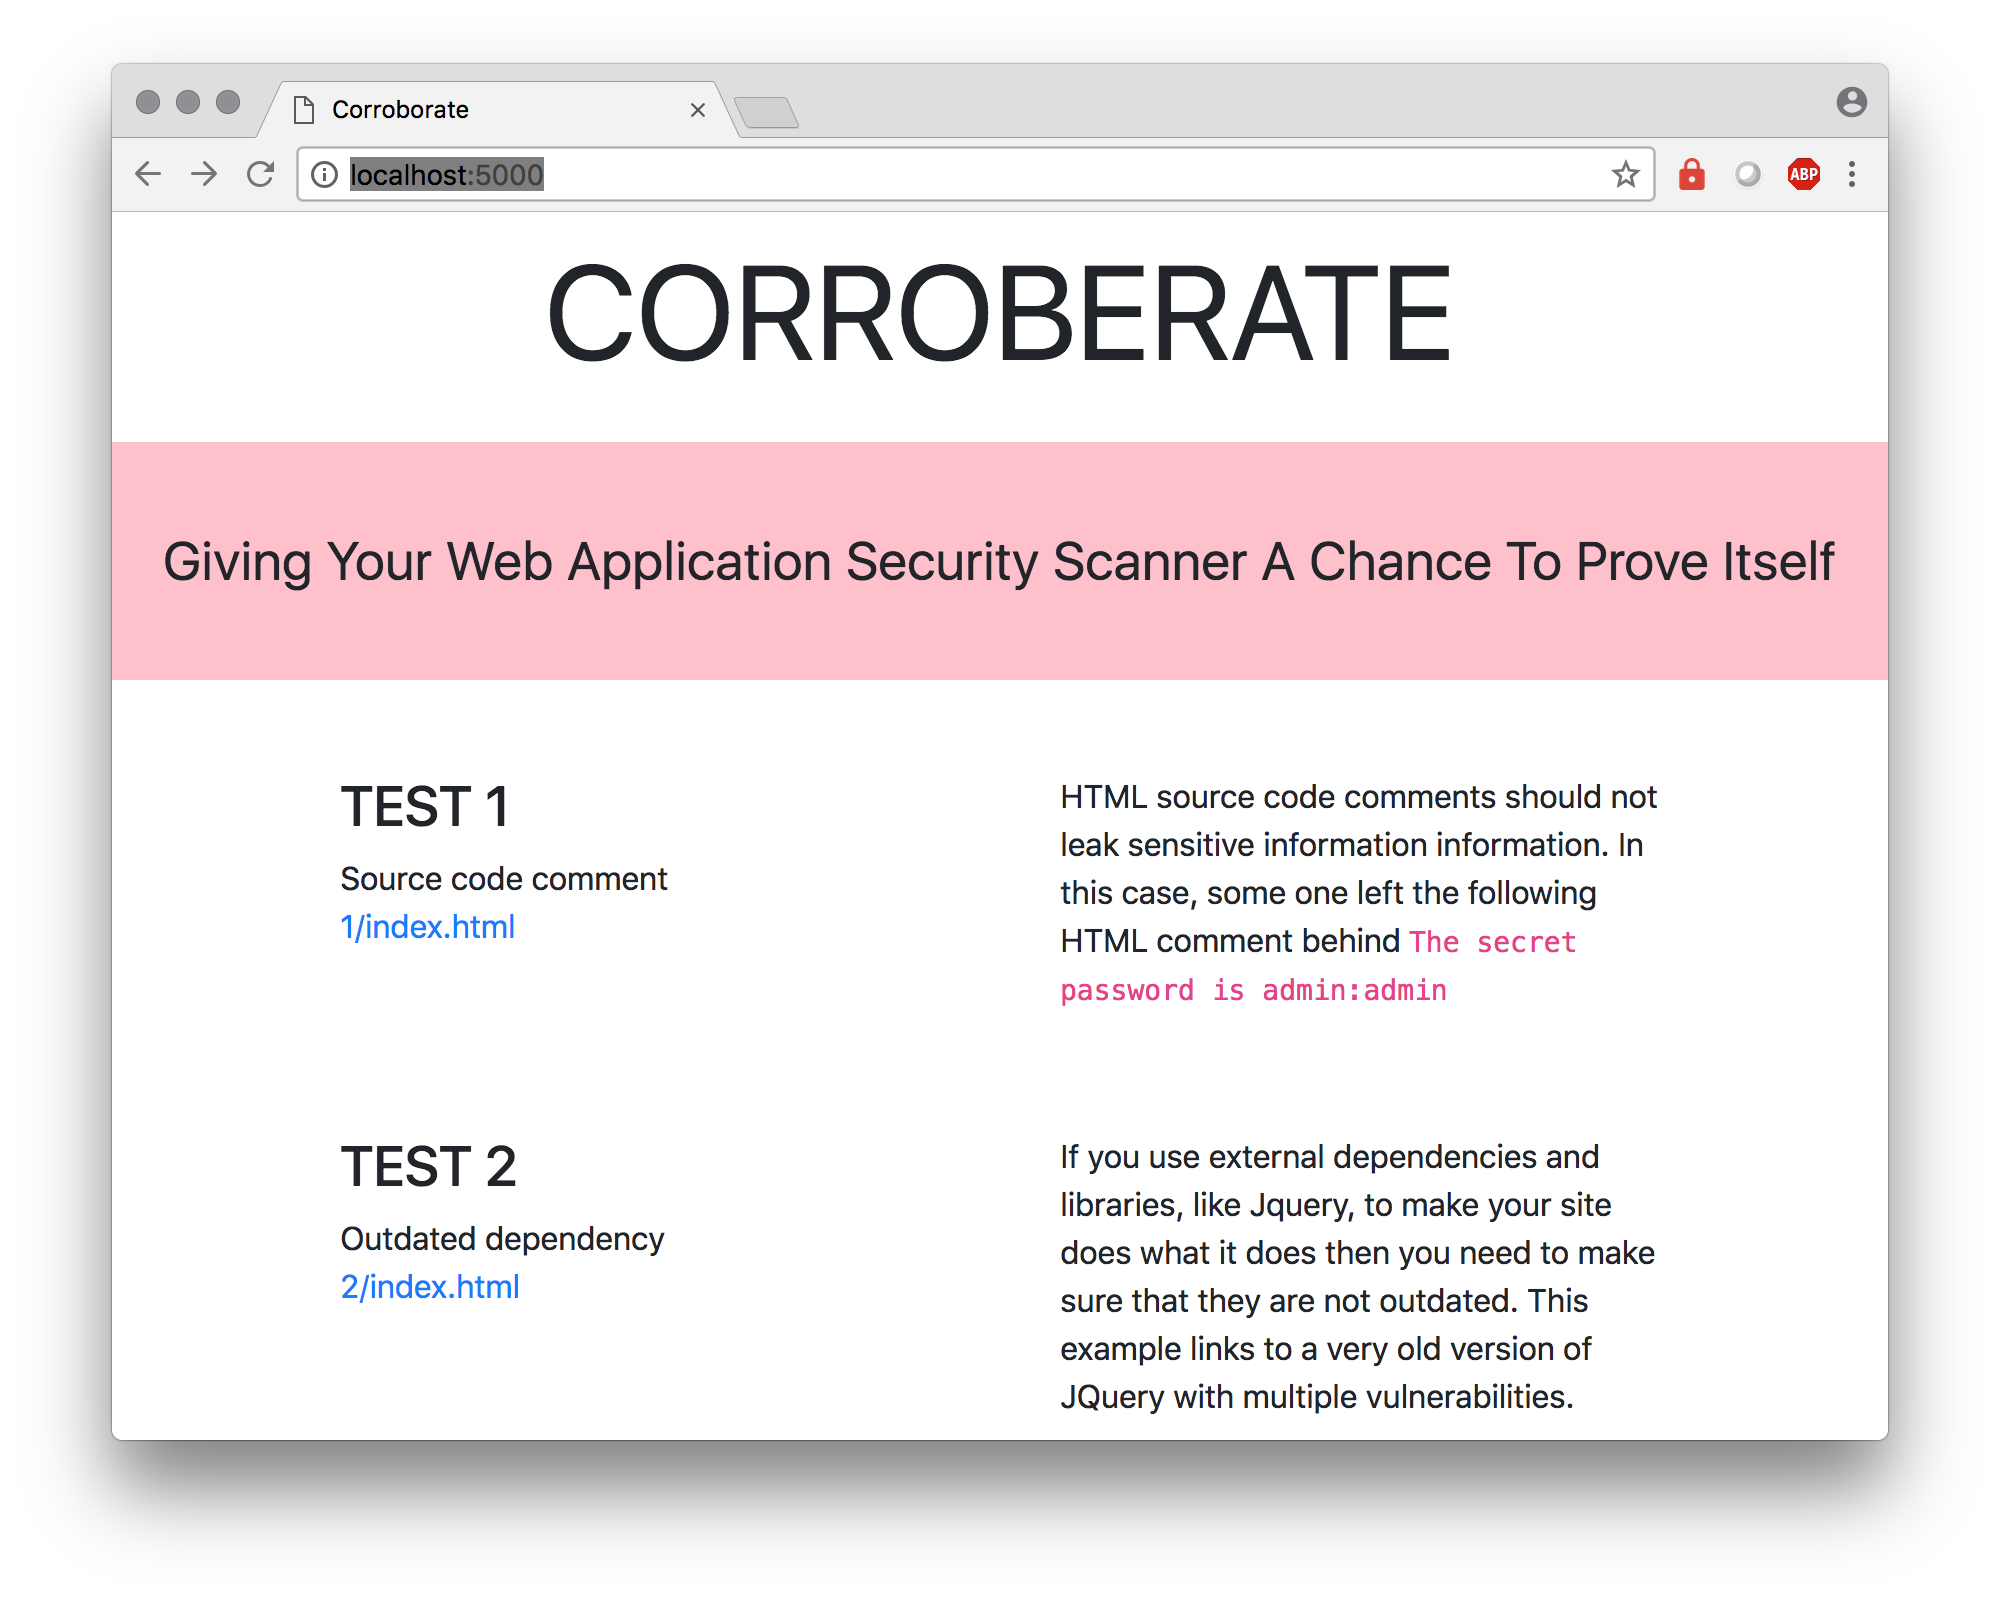 Corroborate
localhost:5000
ABP
CORROBERATE
Giving Your Web Application Security Scanner A Chance To Prove Itself
TEST 1
Source code comment
1/index.html
HTML source code comments should not
leak sensitive information information. In
this case, some one left the following
HTML comment behind The secret
password is admin:admin
TEST 2
Outdated dependency
2/index.html
If you use external dependencies and
libraries, like Jquery, to make your site
does what it does then you need to make
sure that they are not outdated. This
example links to a very old version of
JQuery with multiple vulnerabilities.